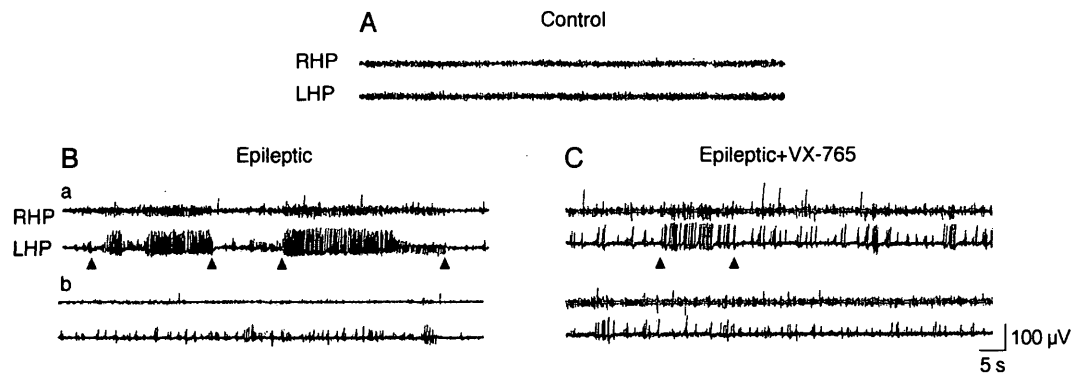 A Control
RHP
LHP
B Epileptic
a
RHP
LHP
b
C Epileptic+VX-765
100 µV
5 s